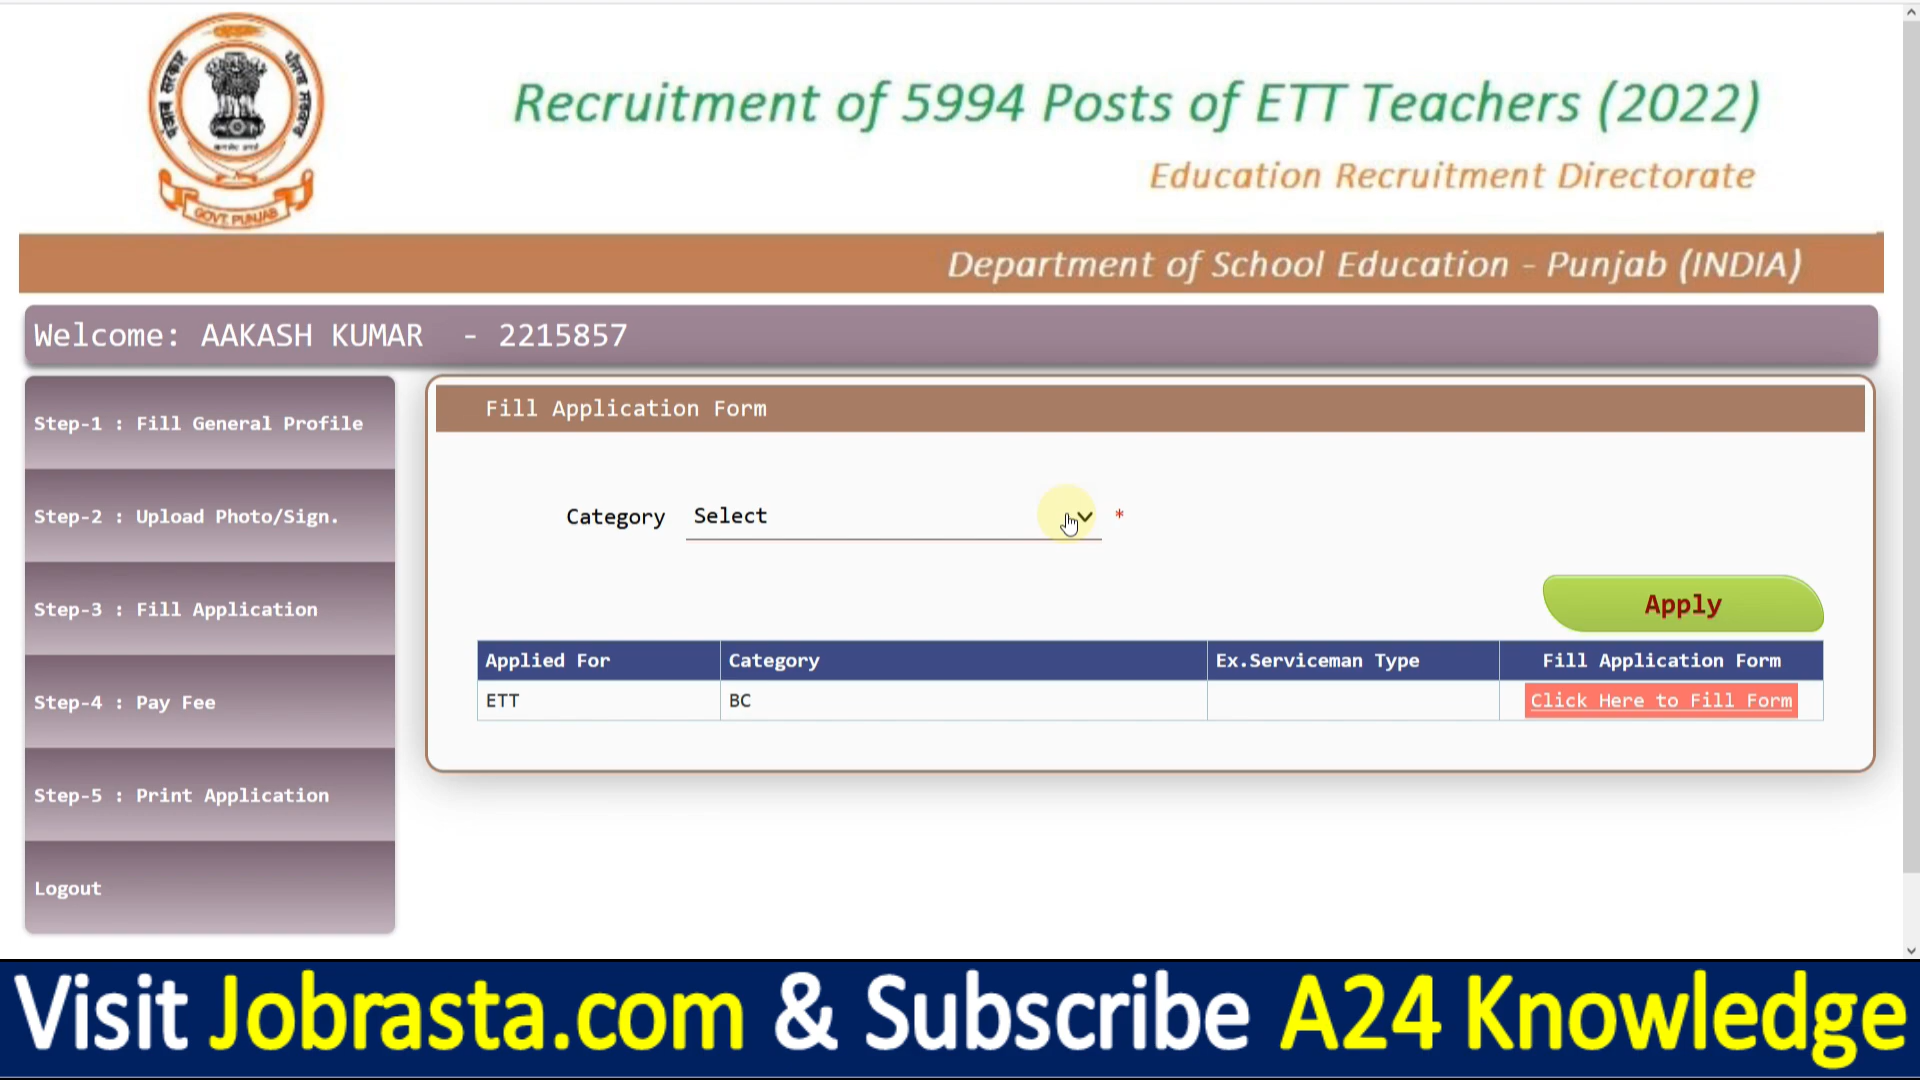 ਪੰਜਾਬ ਸਰਕਾਰ
GOVT. PUNJAB
Recruitment of 5994 Posts of ETT Teachers (2022)
Education Recruitment Directorate
Department of School Education - Punjab (INDIA)
Welcome: AAKASH KUMAR - 2215857
Step-1 : Fill General Profile
Step-2 : Upload Photo/Sign.
Step-3 : Fill Application
Step-4 : Pay Fee
Step-5 : Print Application
Logout
Fill Application Form
Category Select *
Apply
Applied For Category Ex.Serviceman Type Fill Application Form
ETT BC Click Here to Fill Form
Visit Jobrasta.com & Subscribe A24 Knowledge